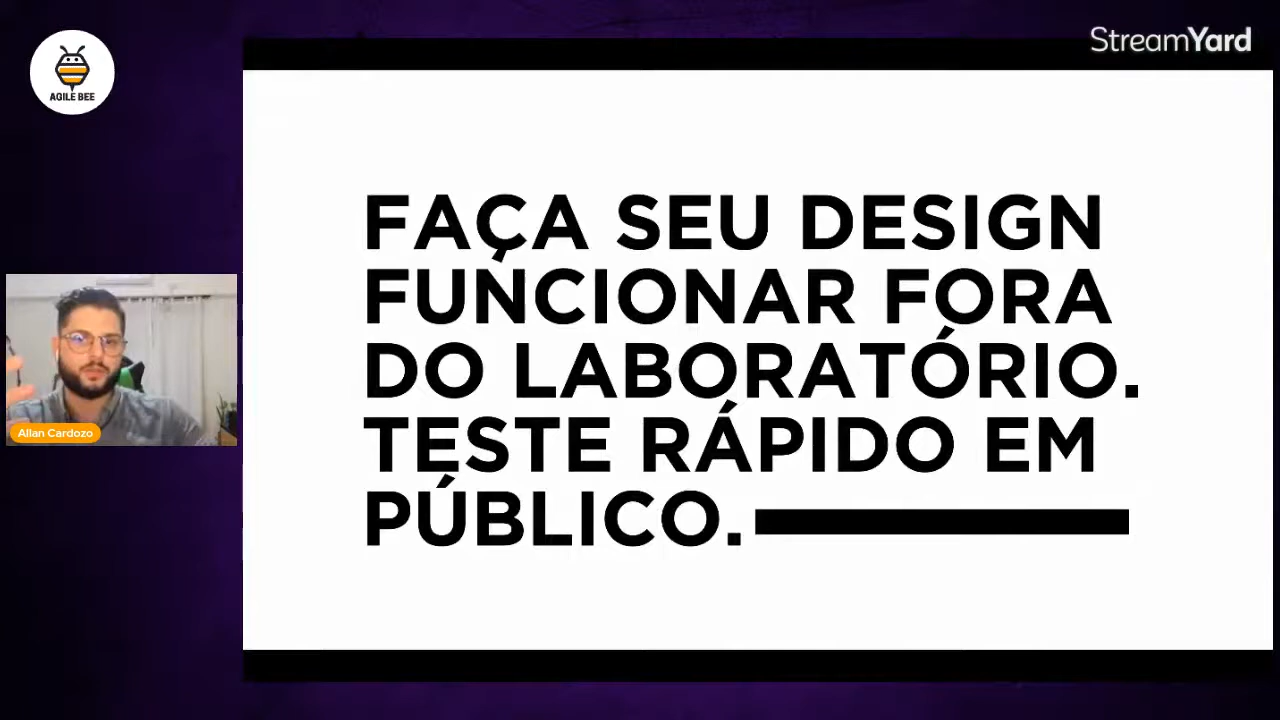 AGILE BEE
StreamYard
FAÇA SEU DESIGN
FUNCIONAR FORA
DO LABORATÓRIO.
TESTE RÁPIDO EM
PÚBLICO.
Allan Cardozo